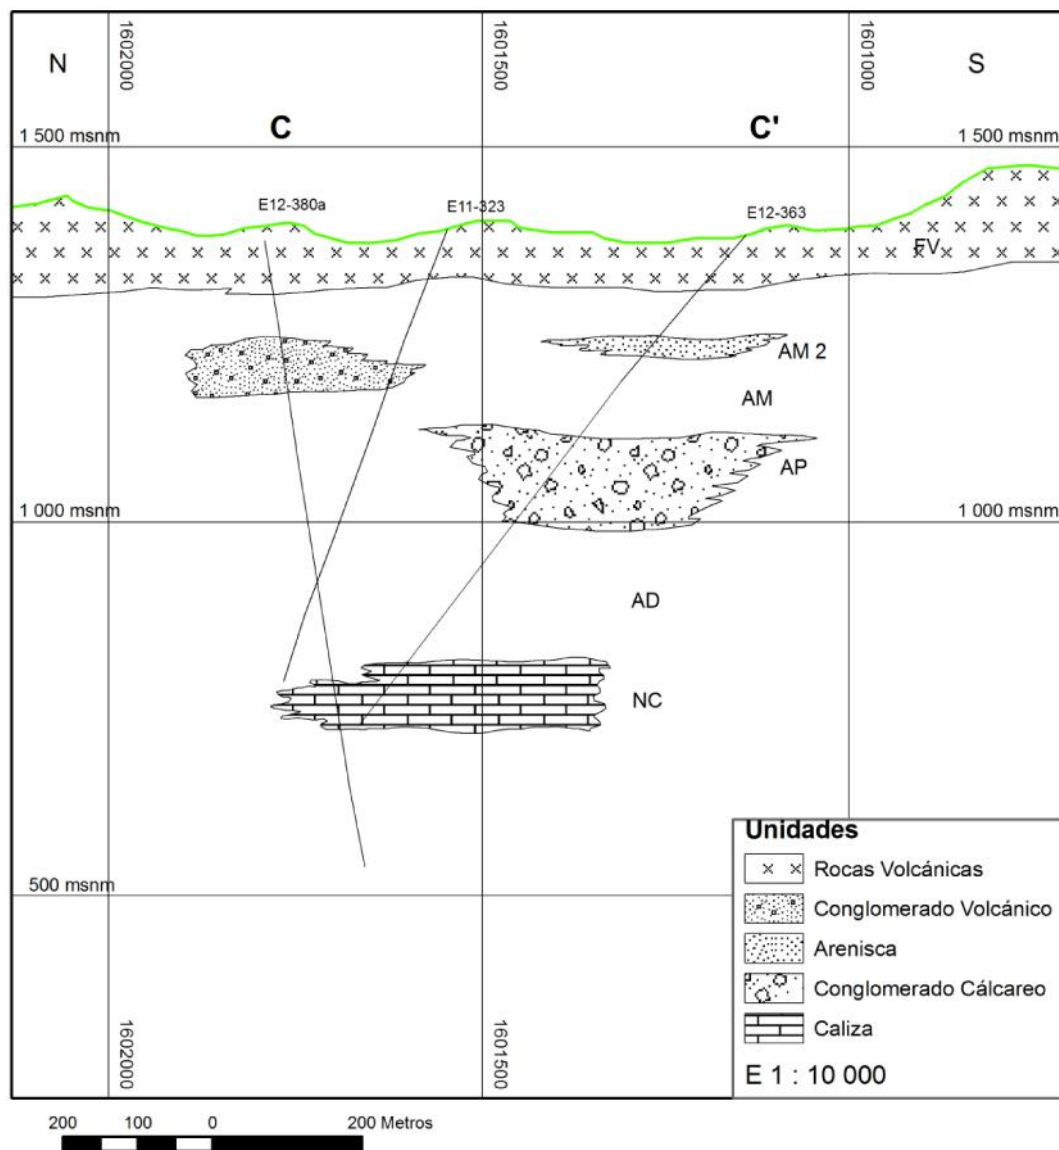 N
1602000
1601500
1601000
S
C
C'
1 500 msnm
1 500 msnm
E12-380a
E11-323
E12-363
FV
AM 2
AM
AP
1 000 msnm
1 000 msnm
AD
NC
500 msnm
Unidades
Rocas Volcánicas
Conglomerado Volcánico
Arenisca
Conglomerado Cálcareo
Caliza
E 1 : 10 000
1602000
1601500
200 100 0 200 Metros